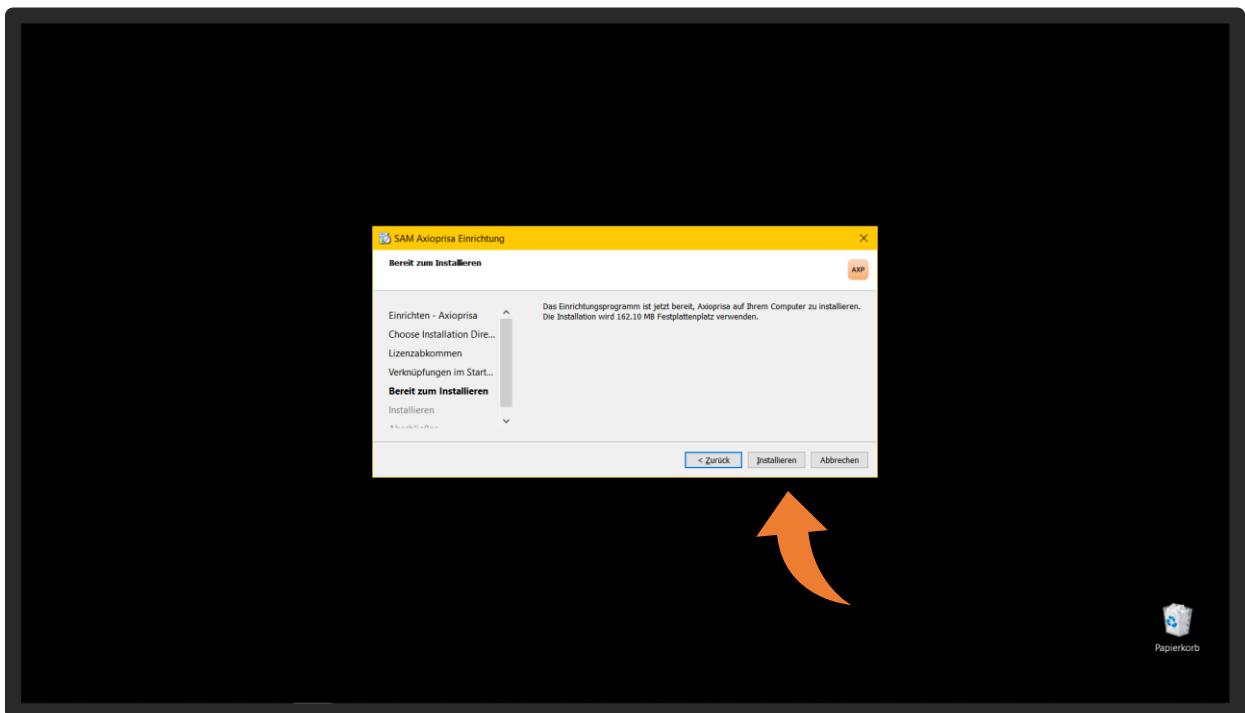 SAM Axioprisa Einrichtung
Bereit zum Installieren
AXP
Einrichten - Axioprisa
Choose Installation Dire...
Lizenzabkommen
Verknüpfungen im Start...
Bereit zum Installieren
Installieren
Das Einrichtungsprogramm ist jetzt bereit, Axioprisa auf Ihrem Computer zu installieren.
Die Installation wird 162.10 MB Festplattenplatz verwenden.
< Zurück
Installieren
Abbrechen
Papierkorb